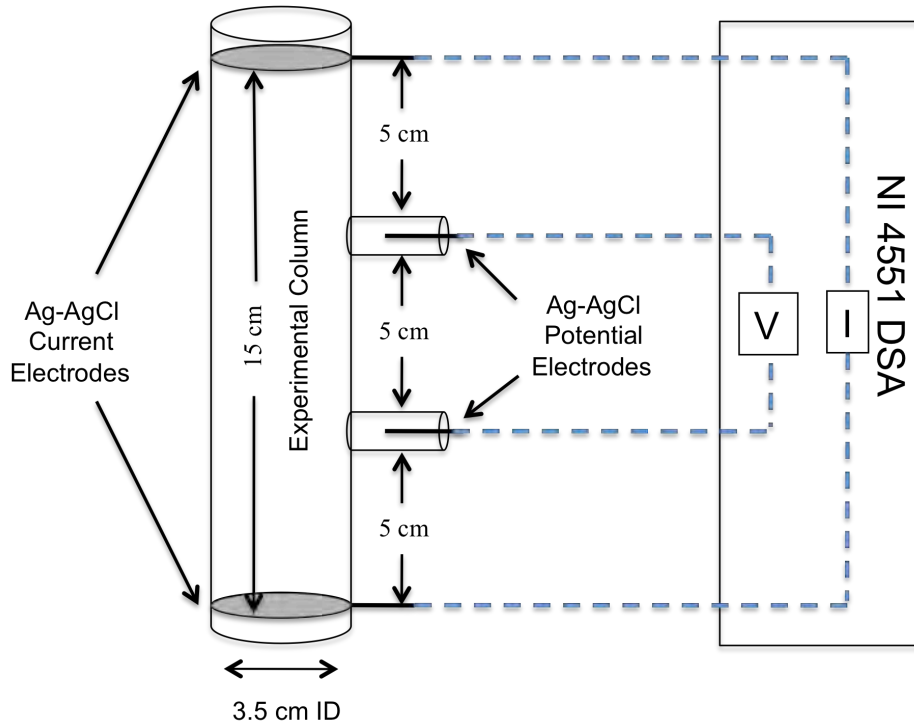 5 cm
Ag-AgCl
Current
Electrodes
15 cm
Experimental Column
5 cm
Ag-AgCl
Potential
Electrodes
V
I
NI 4551 DSA
5 cm
3.5 cm ID